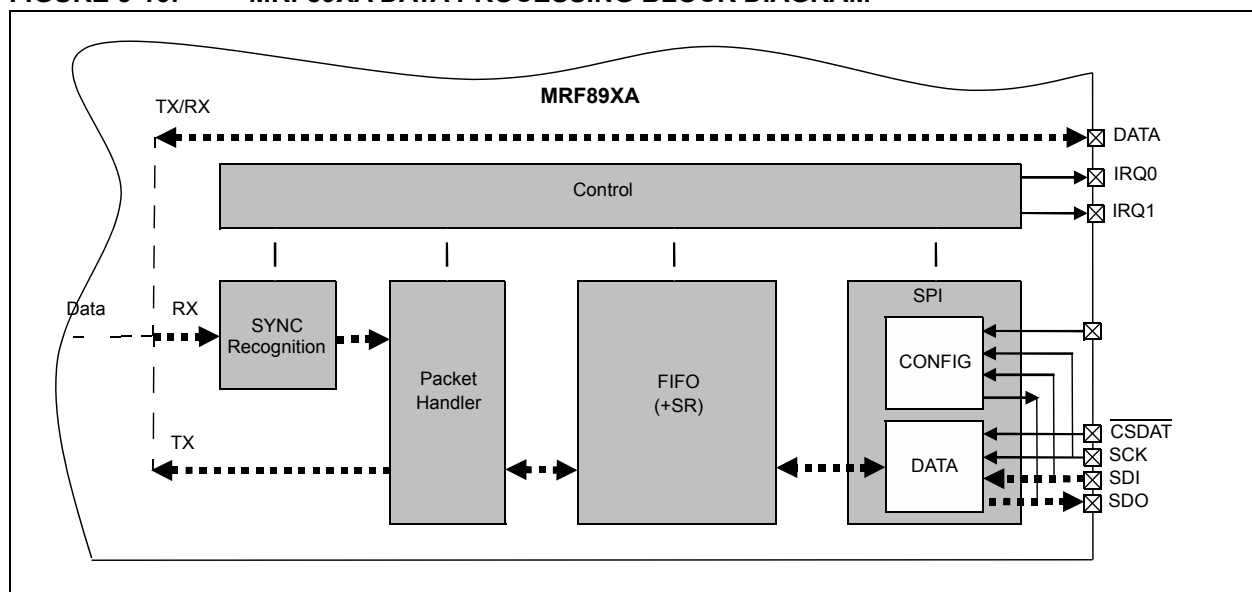 MRF89XA
TX/RX
DATA
IRQ0
Control
IRQ1
Data
RX
SYNC
Recognition
Packet
Handler
FIFO
(+SR)
SPI
CONFIG
TX
DATA
CSDAT
SCK
SDI
SDO